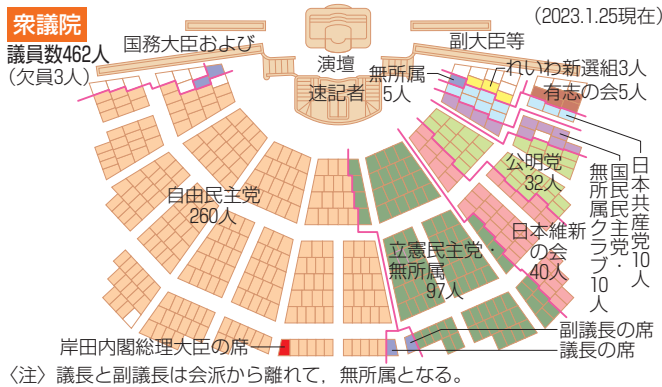 衆議院
議員数462人
(欠員3人)
(2023.1.25現在)
国務大臣および
副大臣等
演壇
速記者
無所属
5人
れいわ新選組3人
有志の会5人
公明党
32人
日本共産党10人
国民民主党・
無所属クラブ10人
自由民主党
260人
立憲民主党・
無所属
97人
日本維新
の会
40人
岸田内閣総理大臣の席
副議長の席
議長の席
〈注〉議長と副議長は会派から離れて，無所属となる。